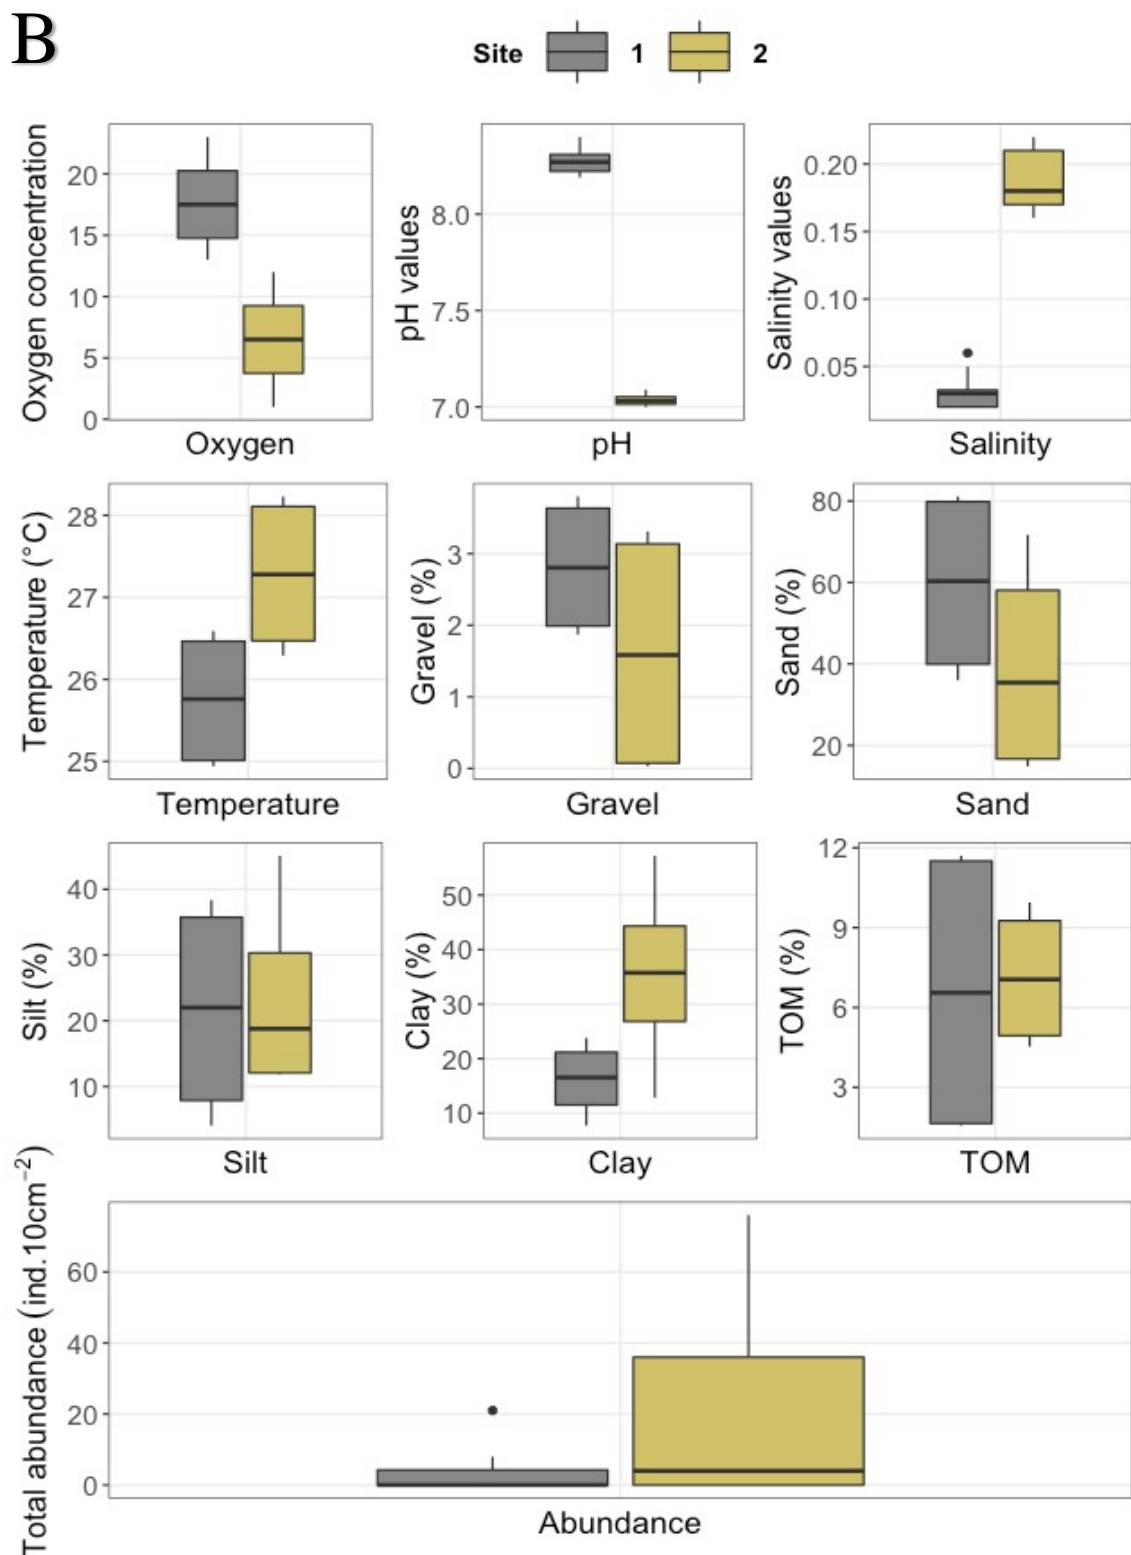 B
Site 1 2
Oxygen concentration
20
15
10
5
0
Oxygen
pH values
8.0
7.5
7.0
pH
Salinity values
0.20
0.15
0.10
0.05
Salinity
Temperature (°C)
28
27
26
25
Temperature
Gravel (%)
3
2
1
0
Gravel
Sand (%)
80
60
40
20
Sand
Silt (%)
40
30
20
10
Silt
Clay (%)
50
40
30
20
10
Clay
TOM (%)
12
9
6
3
TOM
Total abundance (ind.10cm⁻²)
60
40
20
0
Abundance